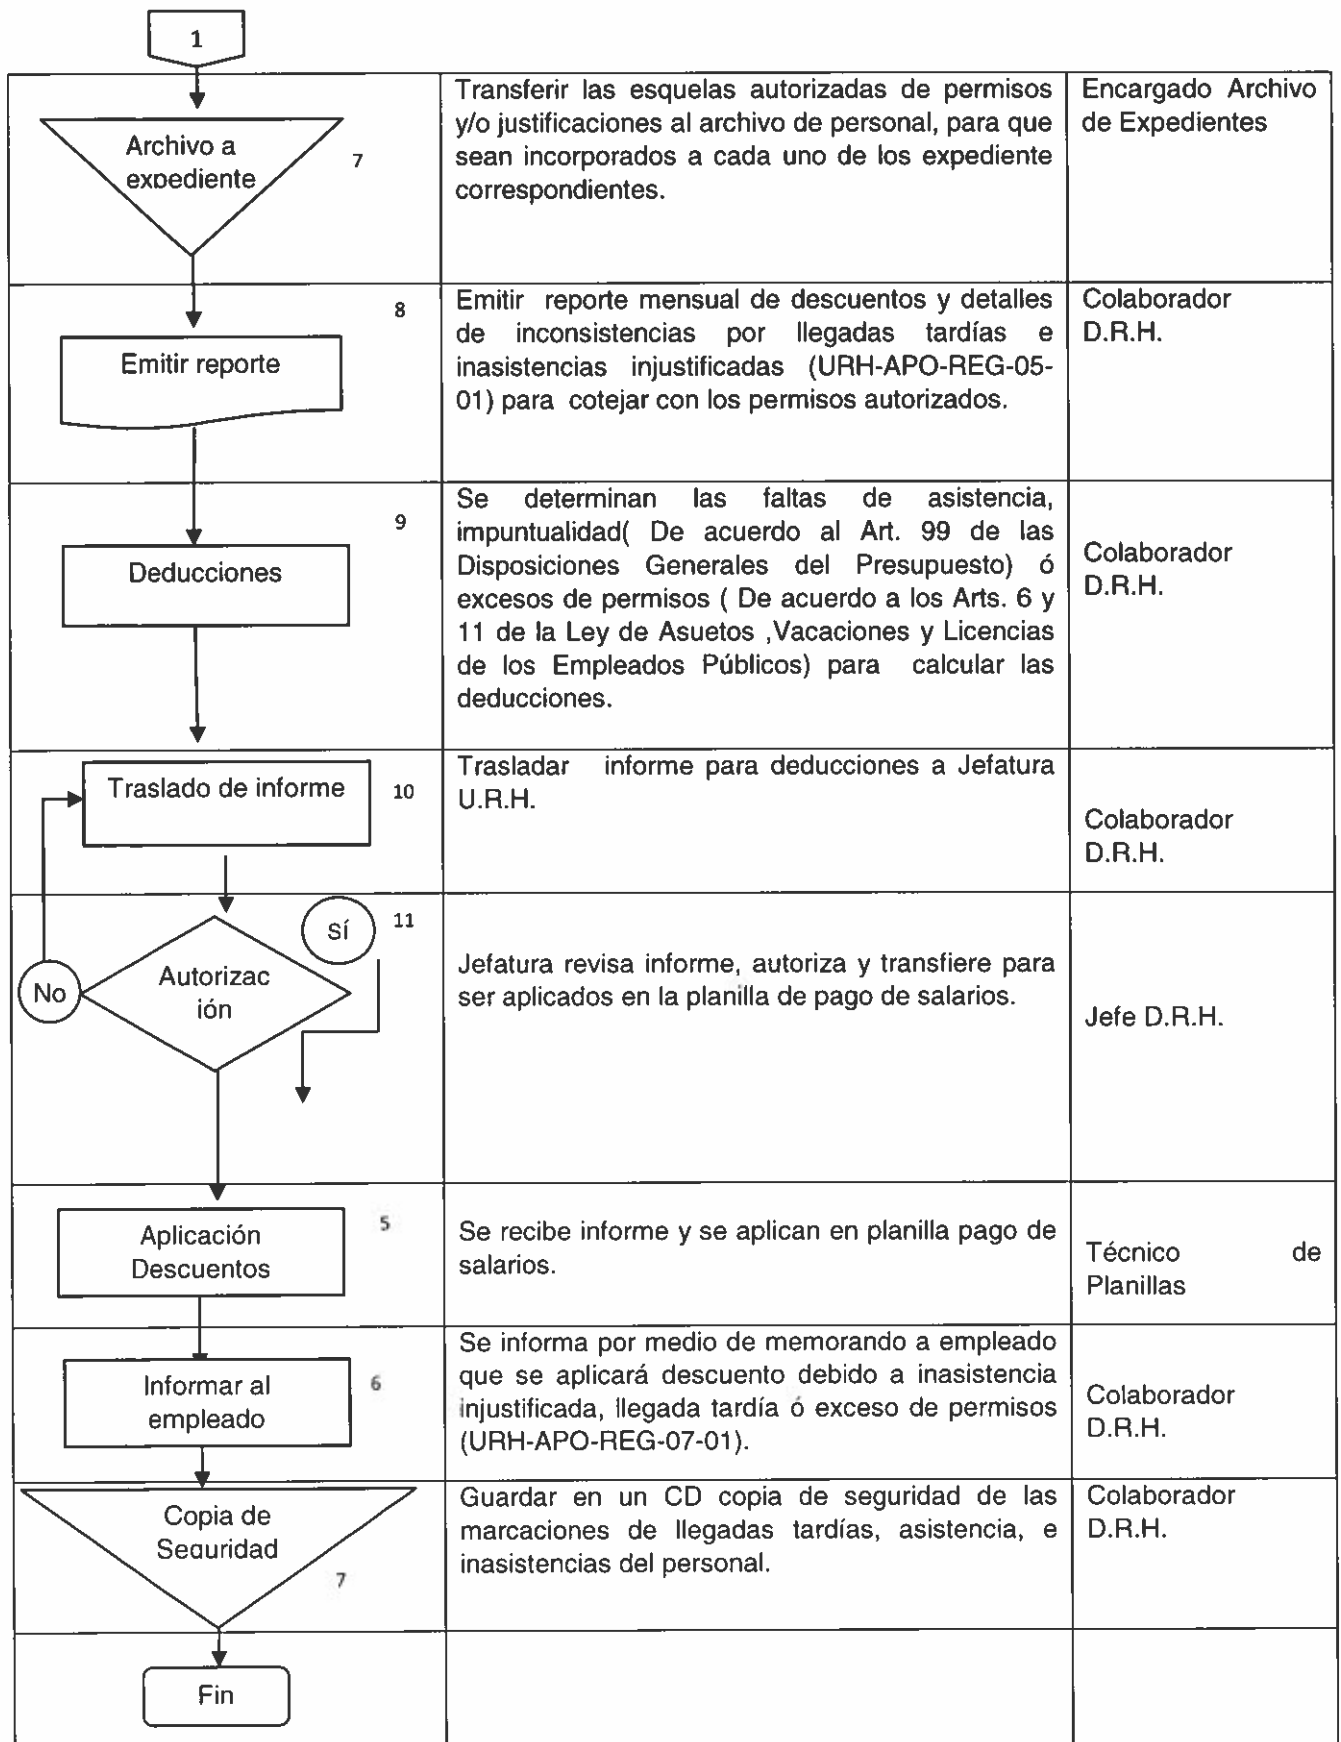 1
Archivo a
expediente
7
Transferir las esquelas autorizadas de permisos
y/o justificaciones al archivo de personal, para que
sean incorporados a cada uno de los expediente
correspondientes.
Encargado Archivo
de Expedientes
8
Emitir reporte
Emitir reporte mensual de descuentos y detalles
de inconsistencias por llegadas tardías e
inasistencias injustificadas (URH-APO-REG-05-
01) para cotejar con los permisos autorizados.
Colaborador
D.R.H.
9
Deducciones
Se determinan las faltas de asistencia,
impuntualidad( De acuerdo al Art. 99 de las
Disposiciones Generales del Presupuesto) ó
excesos de permisos ( De acuerdo a los Arts. 6 y
11 de la Ley de Asuetos ,Vacaciones y Licencias
de los Empleados Públicos) para calcular las
deducciones.
Colaborador
D.R.H.
Traslado de informe
10
Trasladar informe para deducciones a Jefatura
U.R.H.
Colaborador
D.R.H.
sí
11
No
Autorizac
ión
Jefatura revisa informe, autoriza y transfiere para
ser aplicados en la planilla de pago de salarios.
Jefe D.R.H.
Aplicación
Descuentos
5
Se recibe informe y se aplican en planilla pago de
salarios.
Técnico de
Planillas
Informar al
empleado
6
Se informa por medio de memorando a empleado
que se aplicará descuento debido a inasistencia
injustificada, llegada tardía ó exceso de permisos
(URH-APO-REG-07-01).
Colaborador
D.R.H.
Copia de
Seguridad
7
Guardar en un CD copia de seguridad de las
marcaciones de llegadas tardías, asistencia, e
inasistencias del personal.
Colaborador
D.R.H.
Fin